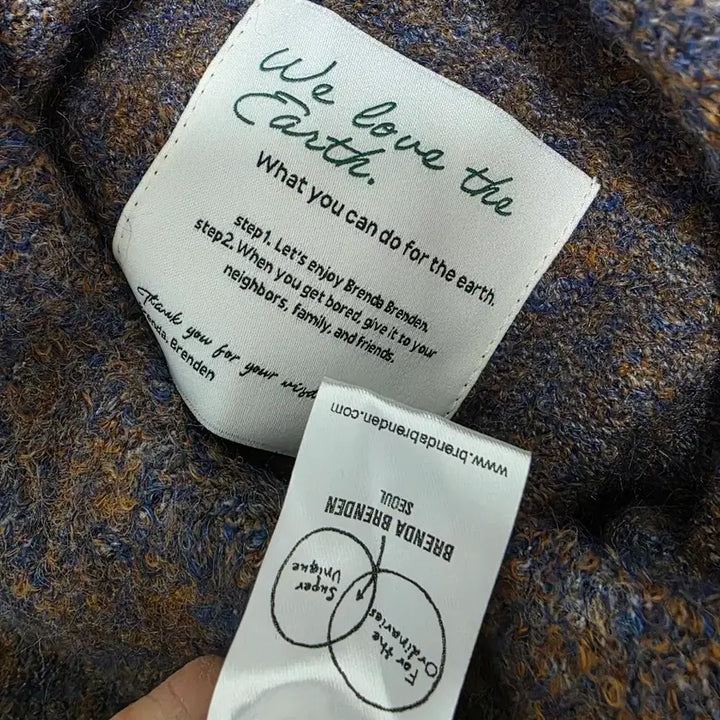 We love the
Earth.
What you can do for the earth.
step1. Let's enjoy Brenda Brenden.
step2. When you get bored, give it to your
neighbors, family, and friends.
Thank you for your
Brenden
www.brendabrenden.com
BRENDA BRENDEN
SEOUL
Super
Unique
For the
Ordinaries